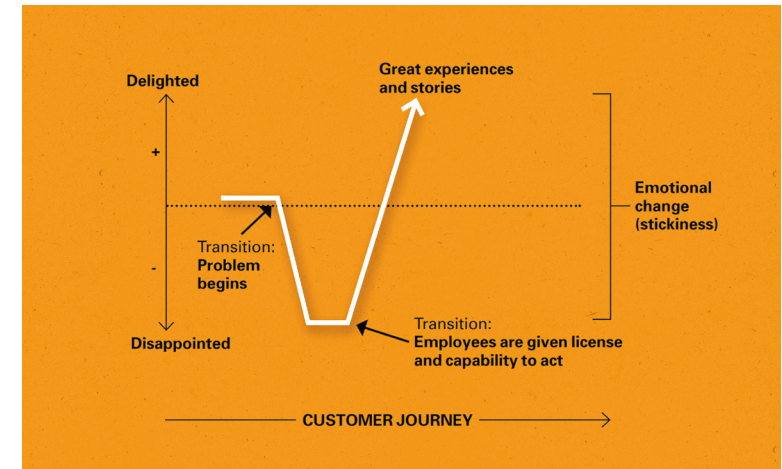 Great experiences
and stories
Delighted
+
Emotional
change
(stickiness)
Transition:
Problem
begins
-
Transition:
Employees are given license
and capability to act
Disappointed
CUSTOMER JOURNEY